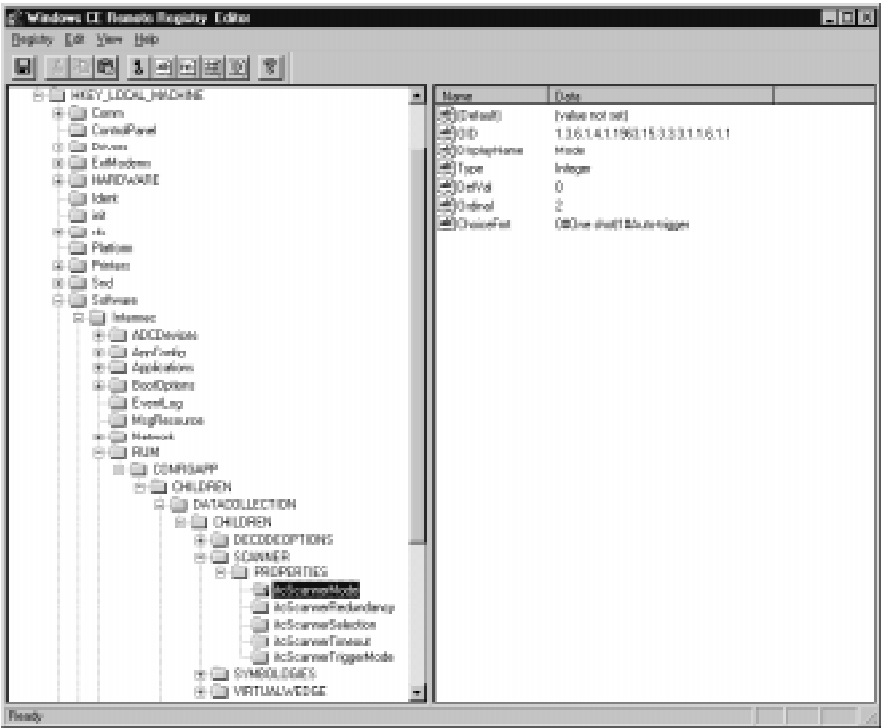 Windows CE Remote Registry Editor
Registry Edit View Help
HKEY_LOCAL_MACHINE
Comm
ControlPanel
Drivers
ExtModems
HARDWARE
Ident
init
nls
Platform
Printers
Snd
Software
Intermec
ADCDevices
AppConfig
Applications
BootOptions
EventLog
MsgResource
Network
RUM
CONFIGAPP
CHILDREN
DATACOLLECTION
CHILDREN
DECODEOPTIONS
SCANNER
PROPERTIES
itcScannerMode
itcScannerRedundancy
itcScannerSelection
itcScannerTimeout
itcScannerTriggerMode
SYMBOLOGIES
VIRTUALWEDGE
Name Data
(Default) (value not set)
OID
DisplayName Mode
Type Integer
DefVal 0
Ordinal 2
Ready